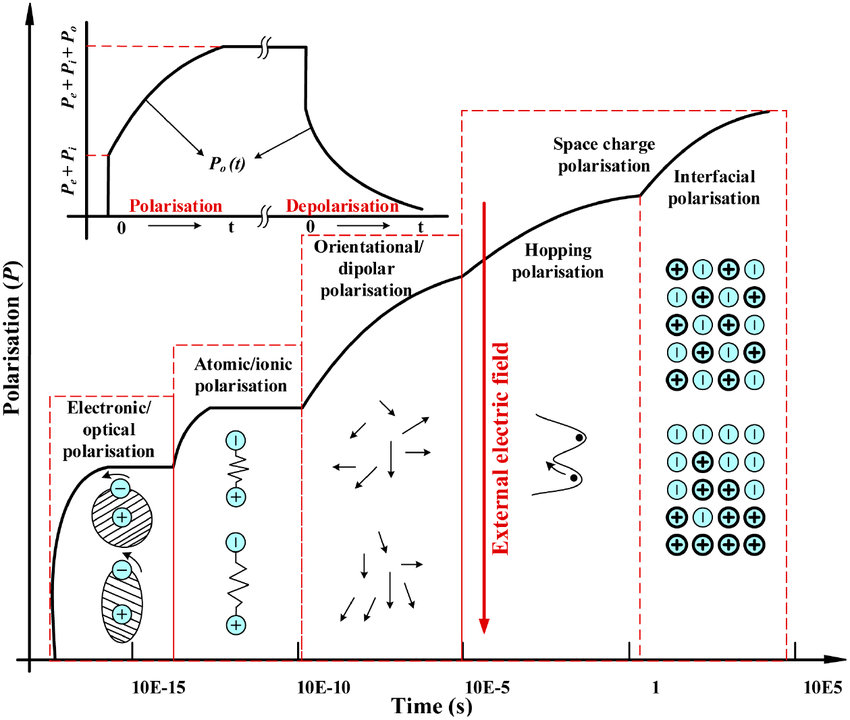 Pe + Pi + Po
Pe + Pi
Po (t)
Polarisation
Depolarisation
0
t
0
t
Space charge
polarisation
Interfacial
polarisation
Orientational/
dipolar
polarisation
Hopping
polarisation
Atomic/ionic
polarisation
Electronic/
optical
polarisation
External electric field
Polarisation (P)
− + − +
− + − +
+ − + −
− + − +
+ − + −
− + − +
+ − + −
− − − −
− + − −
− + + −
+ − + +
+ + + +
10E-15
10E-10
10E-5
1
10E5
Time (s)